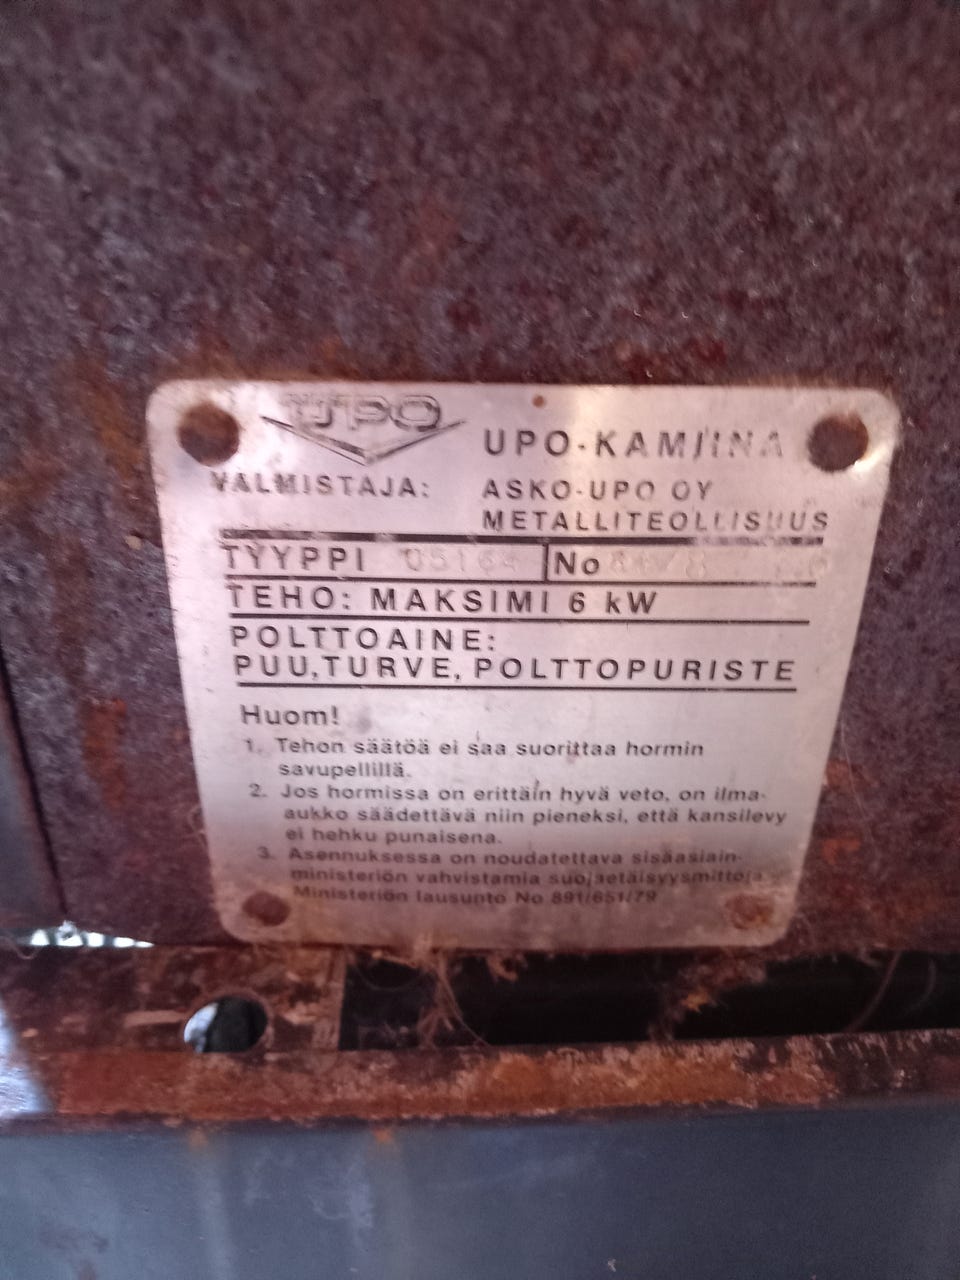 UPO
UPO-KAMIINA
VALMISTAJA: ASKO-UPO OY
METALLITEOLLISUUS
TYYPPI 05164 No
TEHO: MAKSIMI 6 kW
POLTTOAINE:
PUU, TURVE, POLTTOPURISTE
Huom!
1. Tehon säätöä ei saa suorittaa hormin
savupellillä.
2. Jos hormissa on erittäin hyvä veto, on ilma-
aukko säädettävä niin pieneksi, että kansilevy
ei hehku punaisena.
3. Asennuksessa on noudatettava sisäasiain-
ministeriön vahvistamia suojaetäisyysmittoja
Ministeriön lausunto No 891/651/79